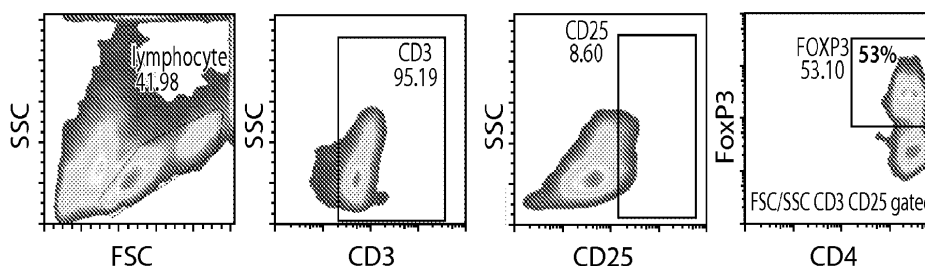 lymphocyte
41.98
SSC
FSC
CD3
95.19
SSC
CD3
CD25
8.60
SSC
CD25
FOXP3
53.10
53%
FoxP3
FSC/SSC CD3 CD25 gated
CD4